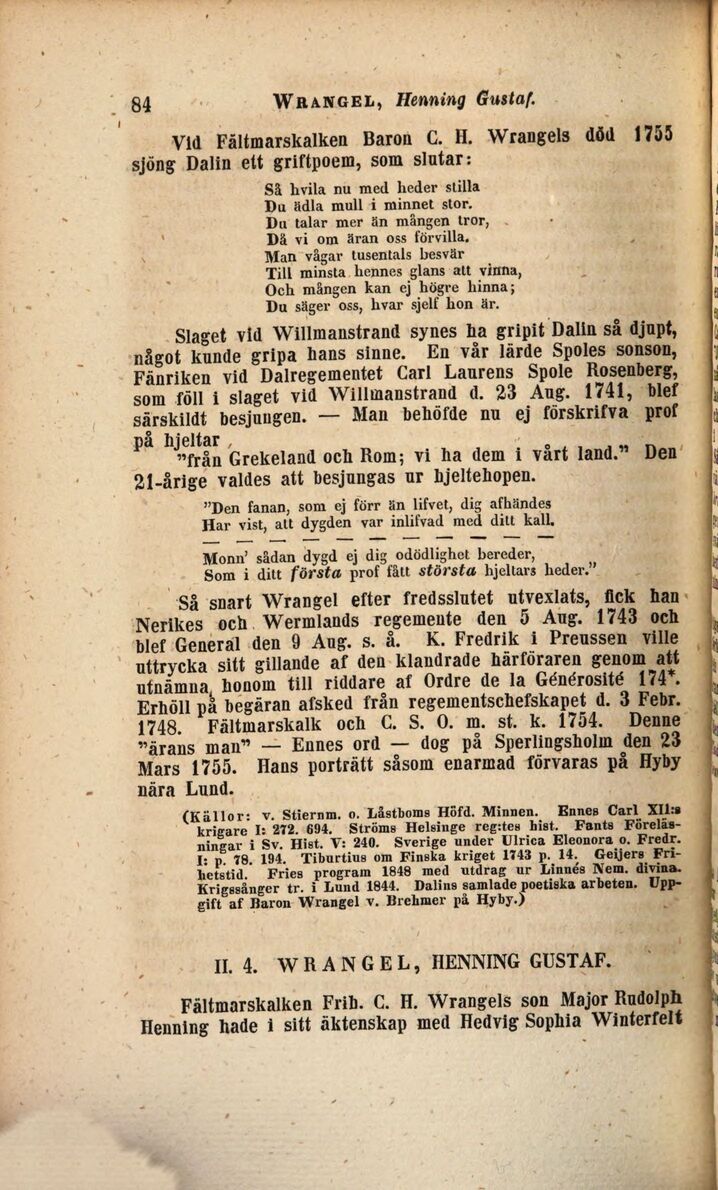 84 WRANGEL, Henning Gustaf.
Vid Fältmarskalken Baron C. H. Wrangels död 1755
sjöng Dalin ett griftpoem, som slutar:
Så hvila nu med heder stilla
Du ädla mull i minnet stor.
Du talar mer än mången tror,
Då vi om äran oss förvilla.
Man vågar tusentals besvär
Till minsta hennes glans att vinna,
Och mången kan ej högre hinna;
Du säger oss, hvar sjelf hon är.
Slaget vid Willmanstrand synes ha gripit Dalin så djupt,
något kunde gripa hans sinne. En vår lärde Spoles sonson,
Fänriken vid Dalregementet Carl Laurens Spole Rosenberg,
som föll i slaget vid Willmanstrand d. 23 Aug. 1741, blef
särskildt besjungen. — Man behöfde nu ej förskrifva prof
på hjeltar
"från Grekeland och Rom; vi ha dem i vårt land." Den
21-årige valdes att besjungas ur hjeltehopen.
"Den fanan, som ej förr än lifvet, dig afhändes
Har vist, att dygden var inlifvad med ditt kall.
— — — — — — — — — — —
Monn' sådan dygd ej dig odödlighet bereder,
Som i ditt första prof fått största hjeltars heder."
Så snart Wrangel efter fredsslutet utvexlats, fick han
Nerikes och Wermlands regemente den 5 Aug. 1743 och
blef General den 9 Aug. s. å. K. Fredrik i Preussen ville
uttrycka sitt gillande af den klandrade härföraren genom att
utnämna honom till riddare af Ordre de la Générosité 174*.
Erhöll på begäran afsked från regementschefskapet d. 3 Febr.
1748. Fältmarskalk och C. S. O. m. st. k. 1754. Denne
"ärans man" — Ennes ord — dog på Sperlingsholm den 23
Mars 1755. Hans porträtt såsom enarmad förvaras på Hyby
nära Lund.
(Källor: v. Stiernm. o. Låstboms Höfd. Minnen. Ennes Carl XII:s
krigare I: 272. 694. Ströms Helsinge reg:tes hist. Fants Föreläs-
ningar i Sv. Hist. V: 240. Sverige under Ulrica Eleonora o. Fredr.
I: p. 78. 194. Tiburtius om Finska kriget 1743 p. 14. Geijers Fri-
hetstid. Fries program 1848 med utdrag ur Linnés Nem. divina.
Krigssånger tr. i Lund 1844. Dalins samlade poetiska arbeten. Upp-
gift af Baron Wrangel v. Brehmer på Hyby.)
II. 4. WRANGEL, HENNING GUSTAF.
Fältmarskalken Frih. C. H. Wrangels son Major Rudolph
Henning hade i sitt äktenskap med Hedvig Sophia Winterfelt